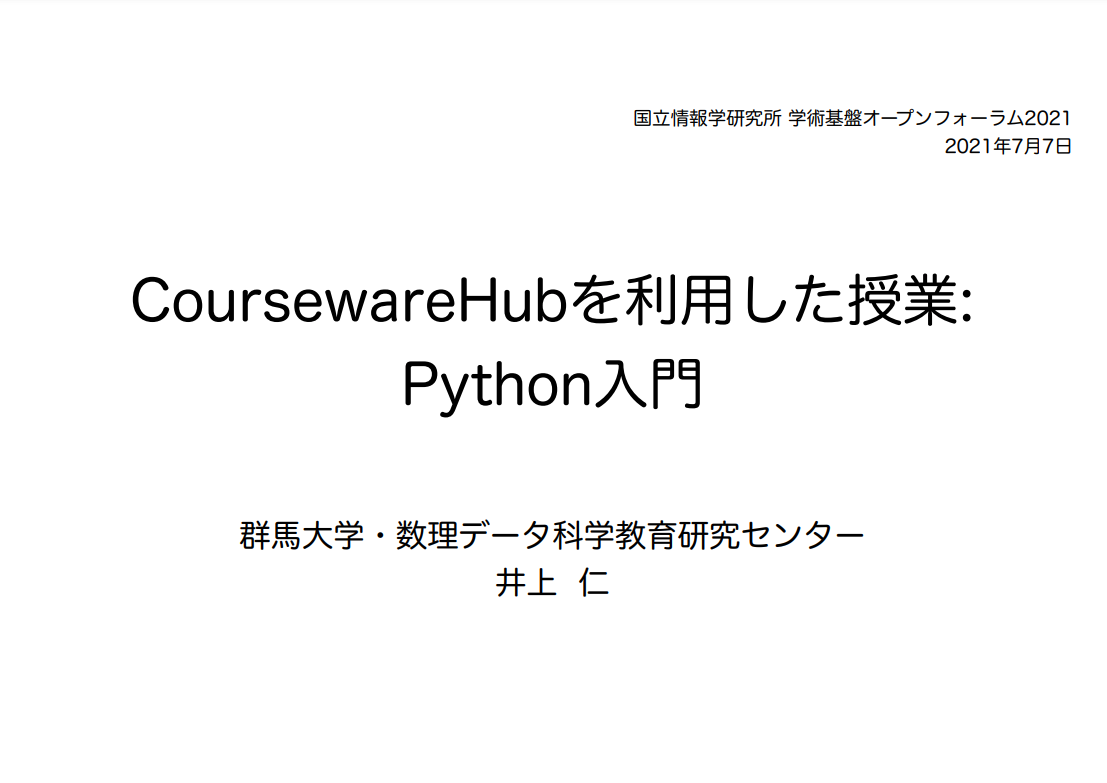 国立情報学研究所 学術基盤オープンフォーラム2021
2021年7月7日
CoursewareHubを利用した授業:
Python入門
群馬大学・数理データ科学教育研究センター
井上 仁